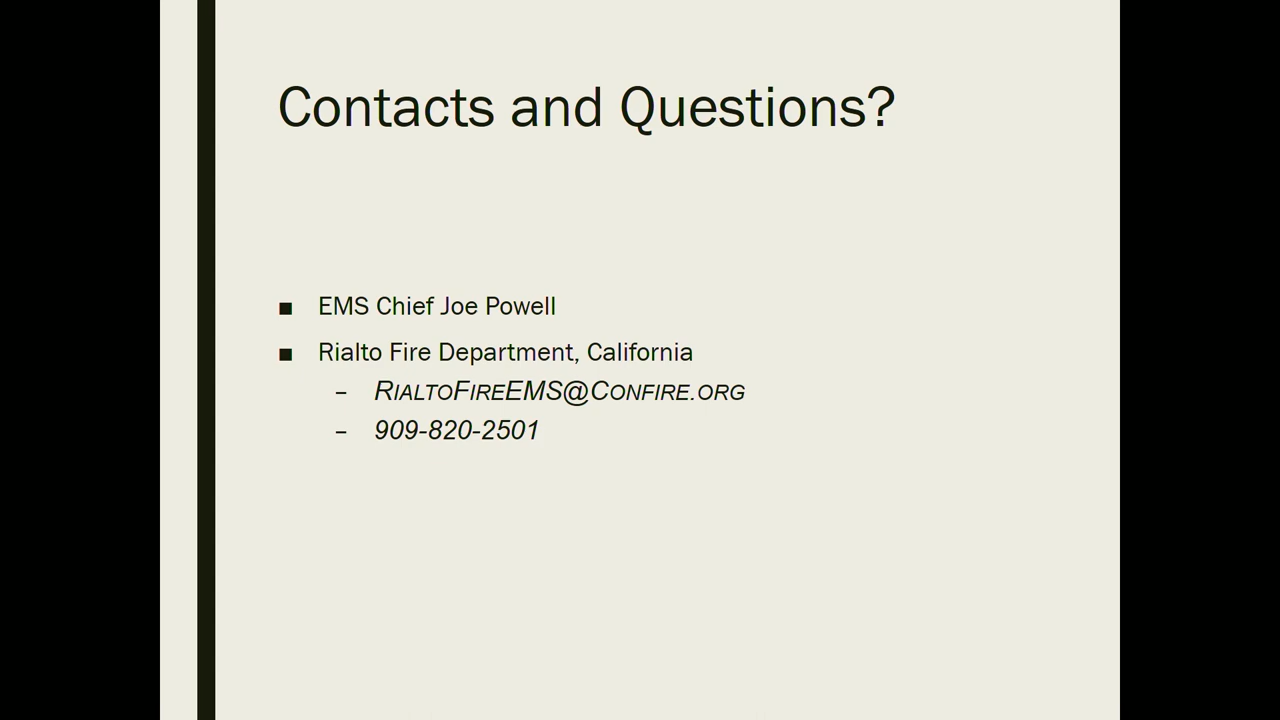 Contacts and Questions?
■ EMS Chief Joe Powell
■ Rialto Fire Department, California
– RIALTOFIREEMS@CONFIRE.ORG
– 909-820-2501